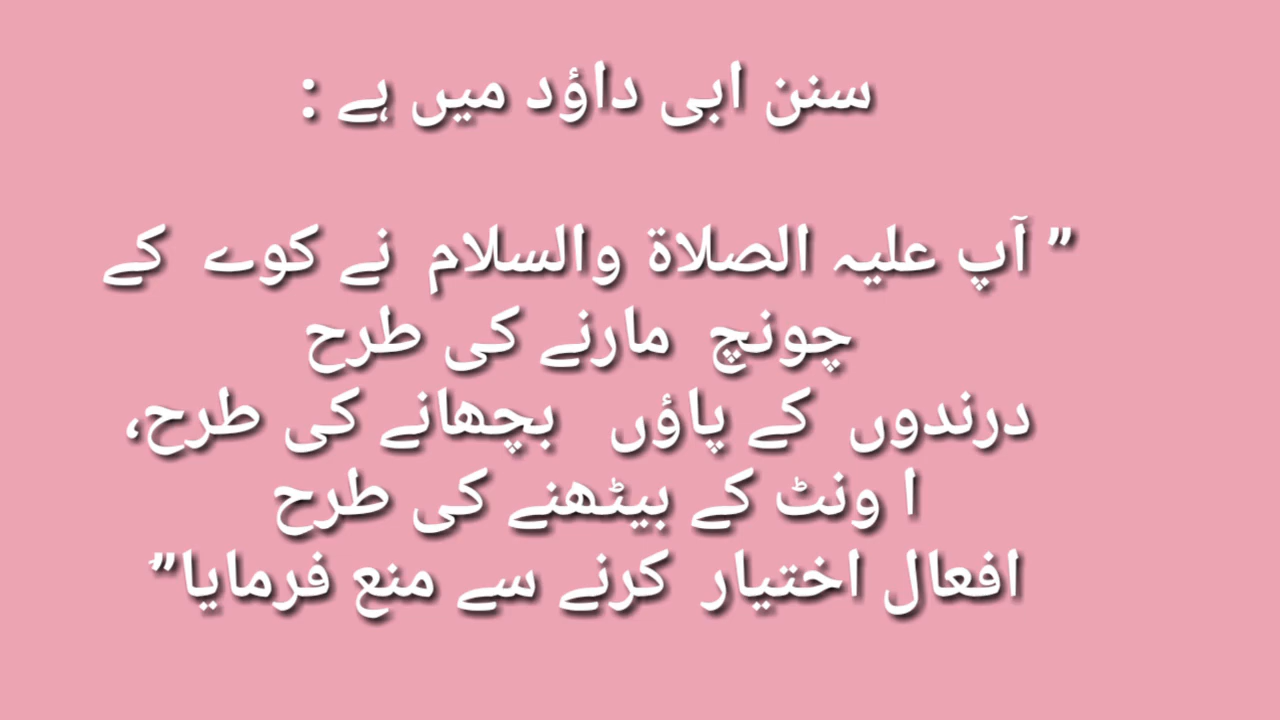 سنن ابی داؤد میں ہے :
” آپ علیہ الصلاۃ والسلام نے کوے کے
چونچ مارنے کی طرح
درندوں کے پاؤں بچھانے کی طرح،
ا ونٹ کے بیٹھنے کی طرح
افعال اختیار کرنے سے منع فرمایا”